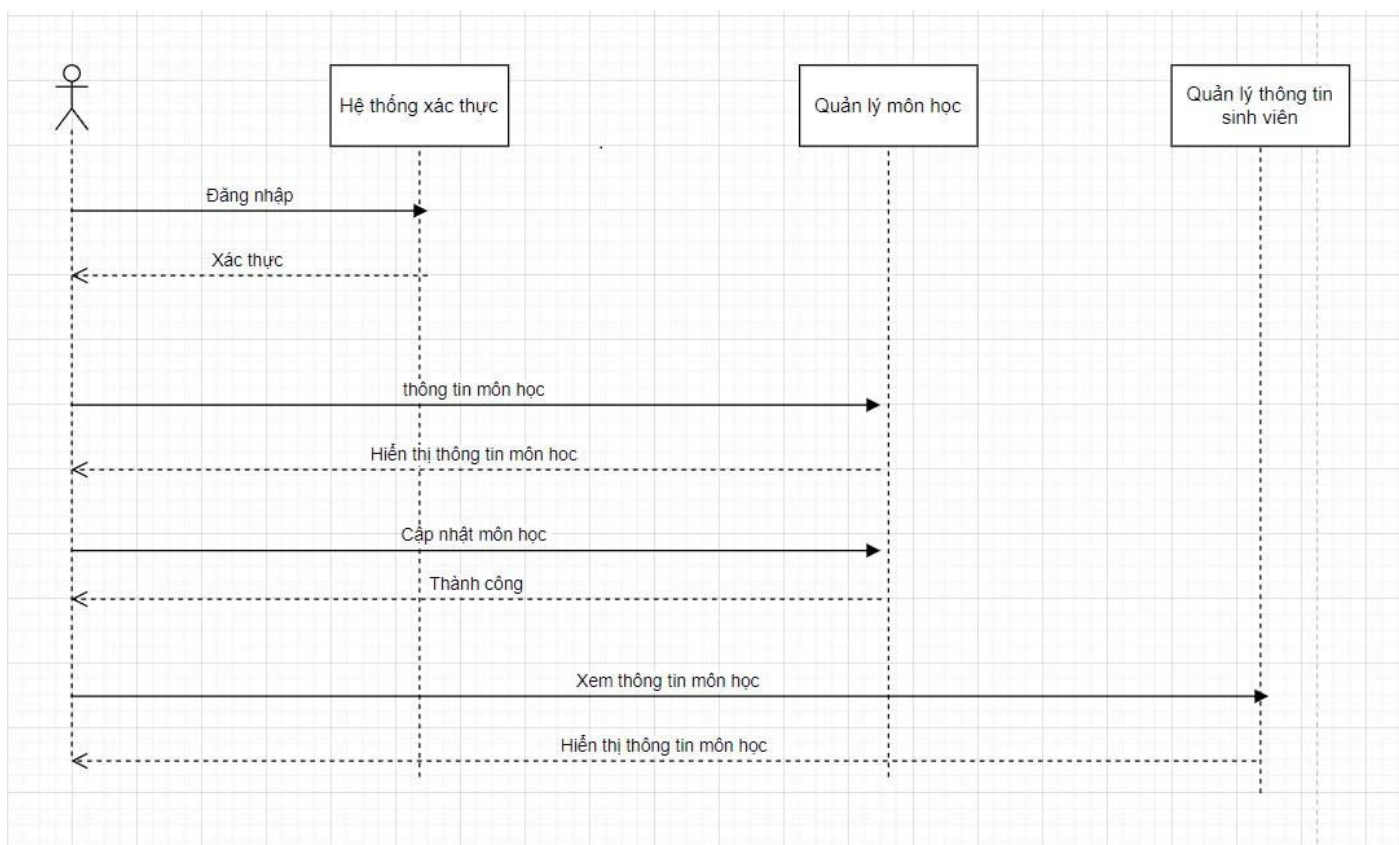 Hệ thống xác thực
Quản lý môn học
Quản lý thông tin
sinh viên
Đăng nhập
Xác thực
thông tin môn học
Hiển thị thông tin môn hoc
Cập nhật môn học
Thành công
Xem thông tin môn học
Hiển thị thông tin môn học